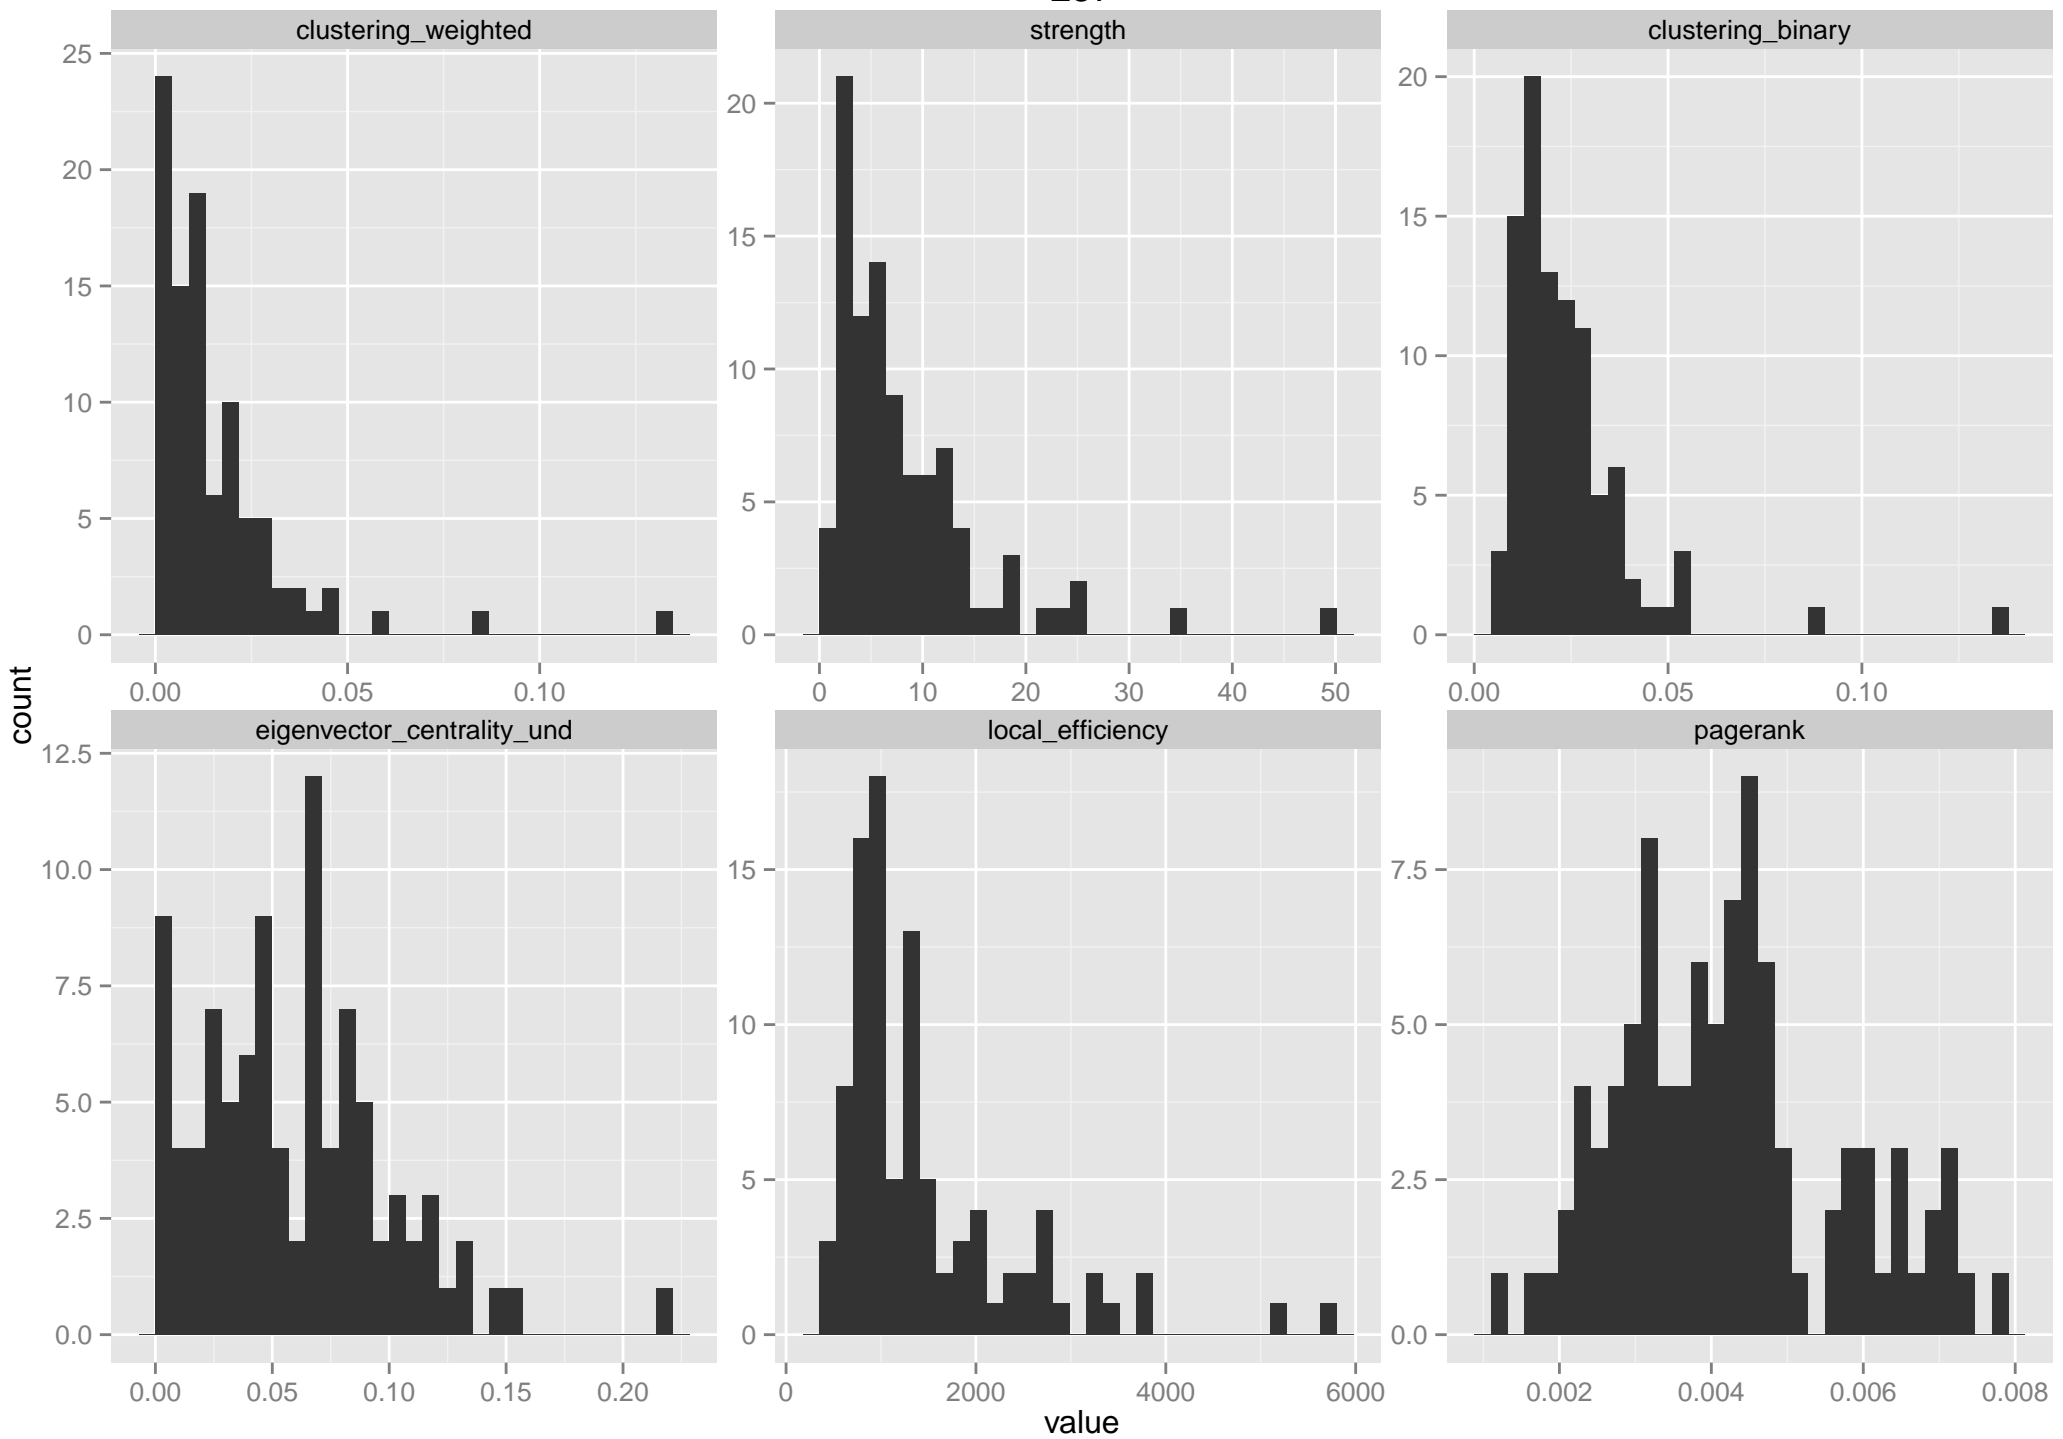 clustering_weighted
strength
clustering_binary
25
20
15
10
5
0
20
15
10
5
0
20
15
10
5
0
0.00 0.05 0.10
0 10 20 30 40 50
0.00 0.05 0.10
count
eigenvector_centrality_und
local_efficiency
pagerank
12.5
10.0
7.5
5.0
2.5
0.0
15
10
5
0
7.5
5.0
2.5
0.0
0.00 0.05 0.10 0.15 0.20
0 2000 4000 6000
0.002 0.004 0.006 0.008
value